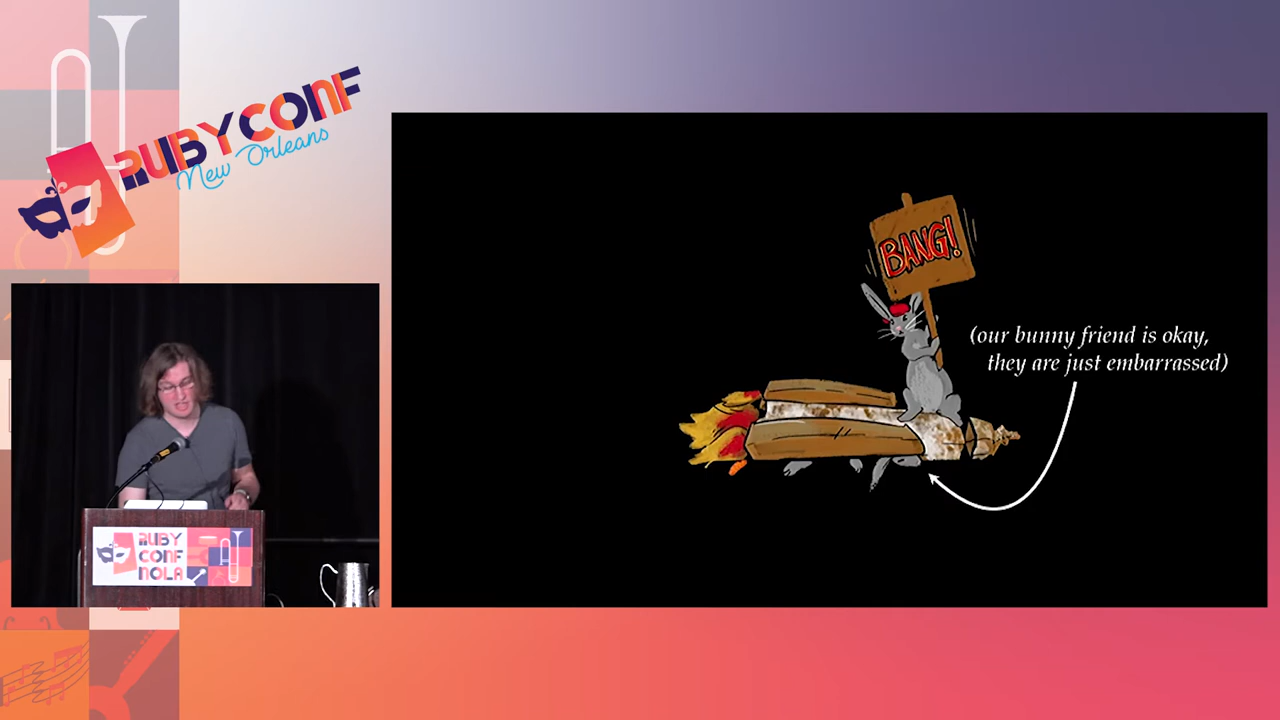 RUBYCONF
New Orleans
BANG!
(our bunny friend is okay,
they are just embarrassed)
RUBY
CONF
NOLA